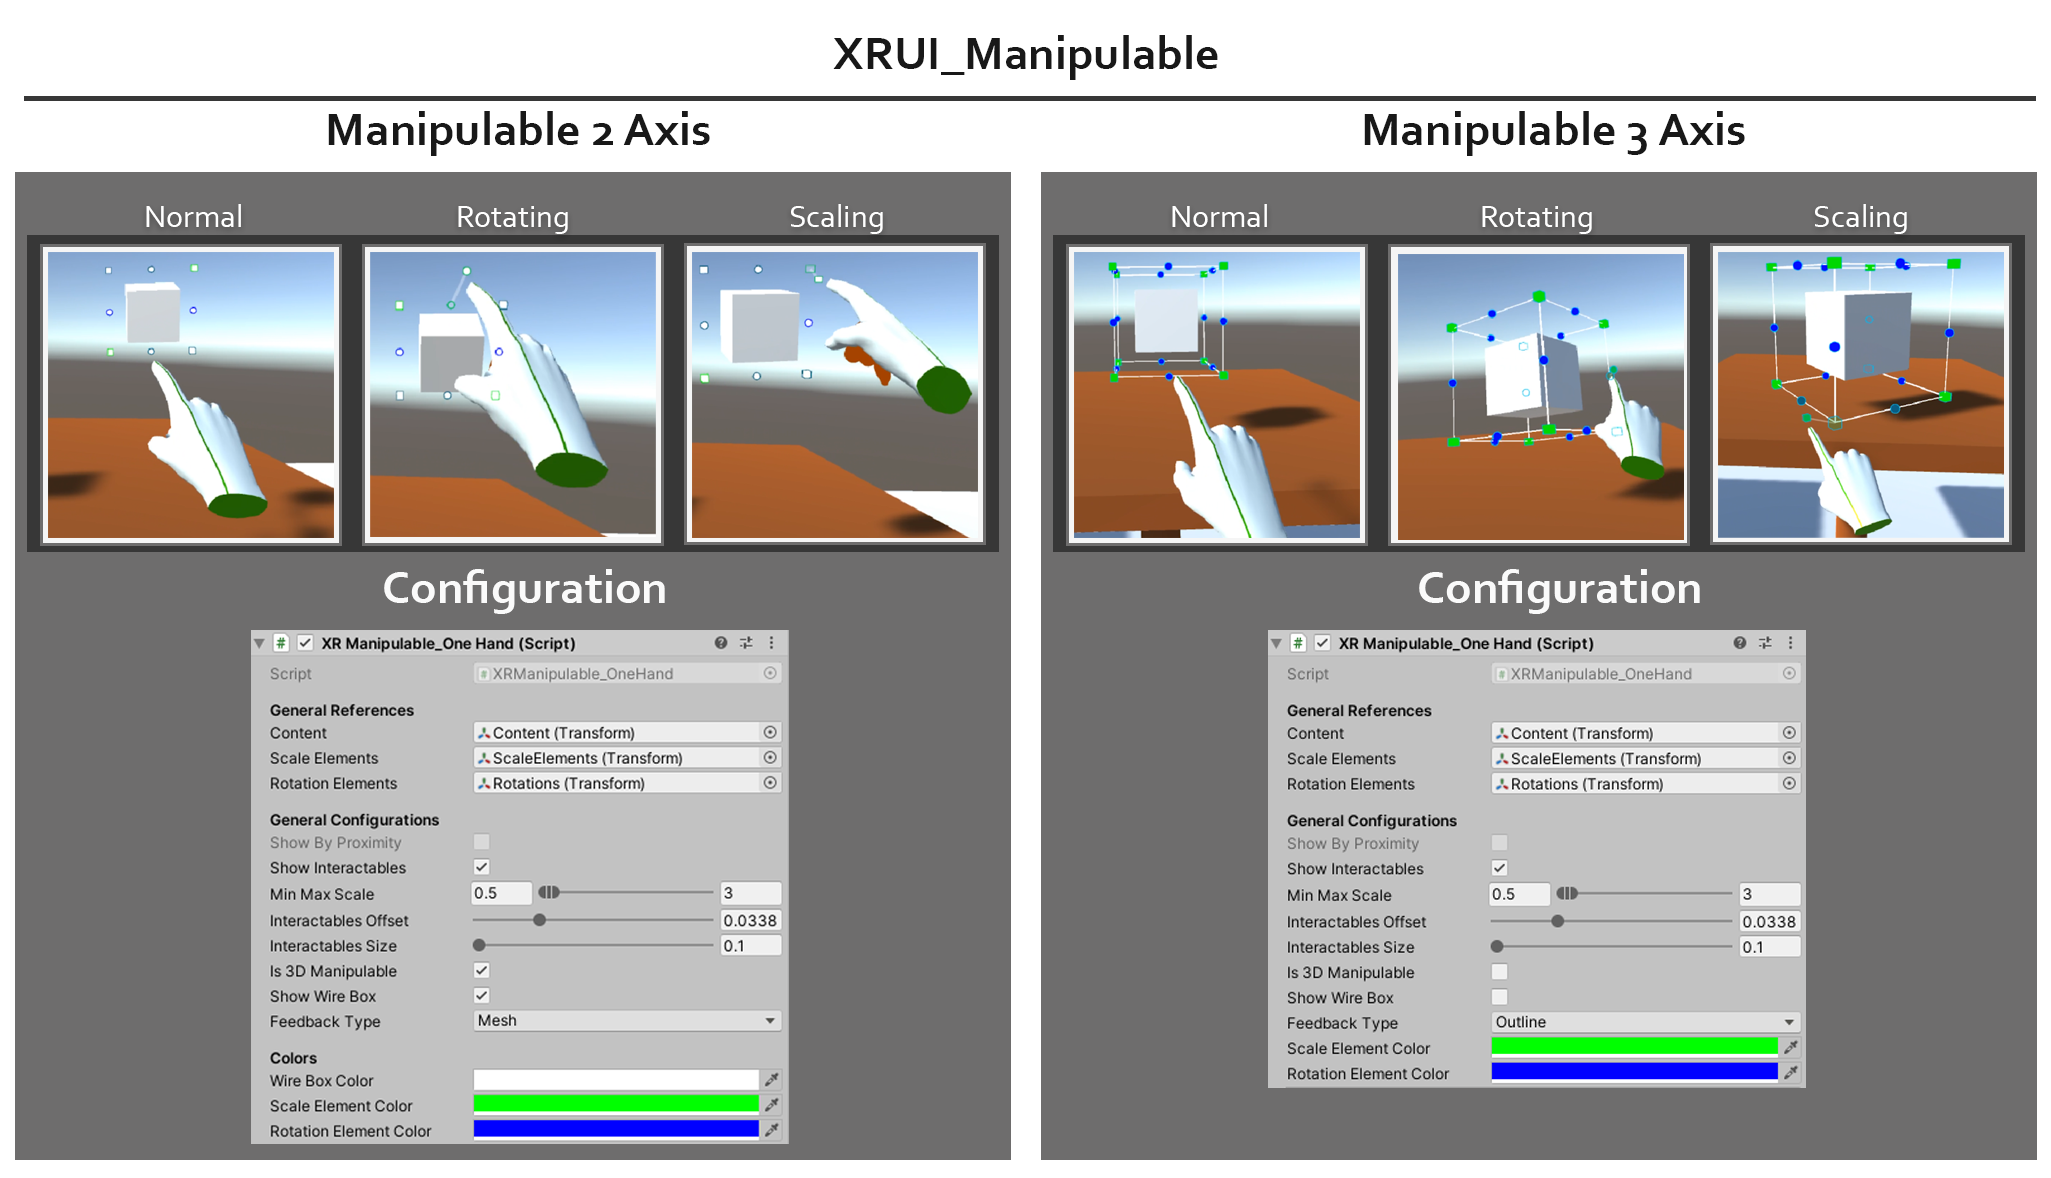 XRUI_Manipulable
Manipulable 2 Axis
Normal
Rotating
Scaling
Configuration
XR Manipulable_One Hand (Script)
Script
XRManipulable_OneHand
General References
Content
Content (Transform)
Scale Elements
ScaleElements (Transform)
Rotation Elements
Rotations (Transform)
General Configurations
Show By Proximity
Show Interactables
Min Max Scale
0.5
3
Interactables Offset
0.0338
Interactables Size
0.1
Is 3D Manipulable
Show Wire Box
Feedback Type
Mesh
Colors
Wire Box Color
Scale Element Color
Rotation Element Color
Manipulable 3 Axis
Normal
Rotating
Scaling
Configuration
XR Manipulable_One Hand (Script)
Script
XRManipulable_OneHand
General References
Content
Content (Transform)
Scale Elements
ScaleElements (Transform)
Rotation Elements
Rotations (Transform)
General Configurations
Show By Proximity
Show Interactables
Min Max Scale
0.5
3
Interactables Offset
0.0338
Interactables Size
0.1
Is 3D Manipulable
Show Wire Box
Feedback Type
Outline
Scale Element Color
Rotation Element Color